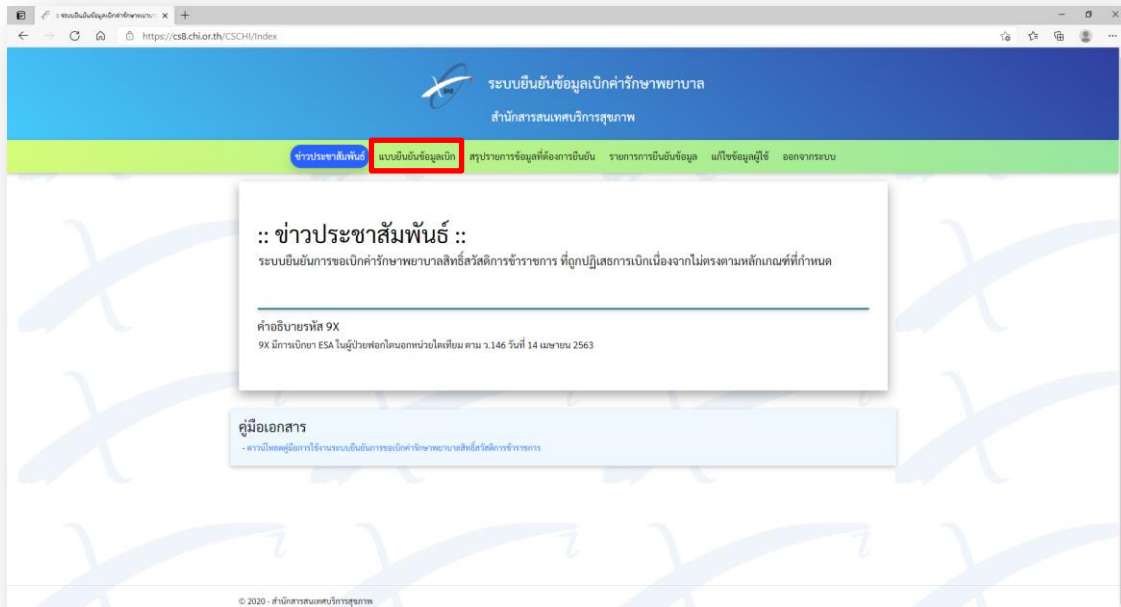 : ระบบยืนยันข้อมูลเบิกค่ารักษาพยาบา
https://cs8.chi.or.th/CSCHI/Index
CHI
ระบบยืนยันข้อมูลเบิกค่ารักษาพยาบาล
สำนักสารสนเทศบริการสุขภาพ
ข่าวประชาสัมพันธ์ แบบยืนยันข้อมูลเบิก สรุปรายการข้อมูลที่ต้องการยืนยัน รายการการยืนยันข้อมูล แก้ไขข้อมูลผู้ใช้ ออกจากระบบ
:: ข่าวประชาสัมพันธ์ ::
ระบบยืนยันการขอเบิกค่ารักษาพยาบาลสิทธิ์สวัสดิการข้าราชการ ที่ถูกปฏิเสธการเบิกเนื่องจากไม่ตรงตามหลักเกณฑ์ที่กำหนด
คำอธิบายรหัส 9X
9X มีการเบิกยา ESA ในผู้ป่วยฟอกไตนอกหน่วยไตเทียม ตาม ว.146 วันที่ 14 เมษายน 2563
คู่มือเอกสาร
- ดาวน์โหลดคู่มือการใช้งานระบบยืนยันการขอเบิกค่ารักษาพยาบาลสิทธิ์สวัสดิการข้าราชการ
© 2020 - สำนักสารสนเทศบริการสุขภาพ